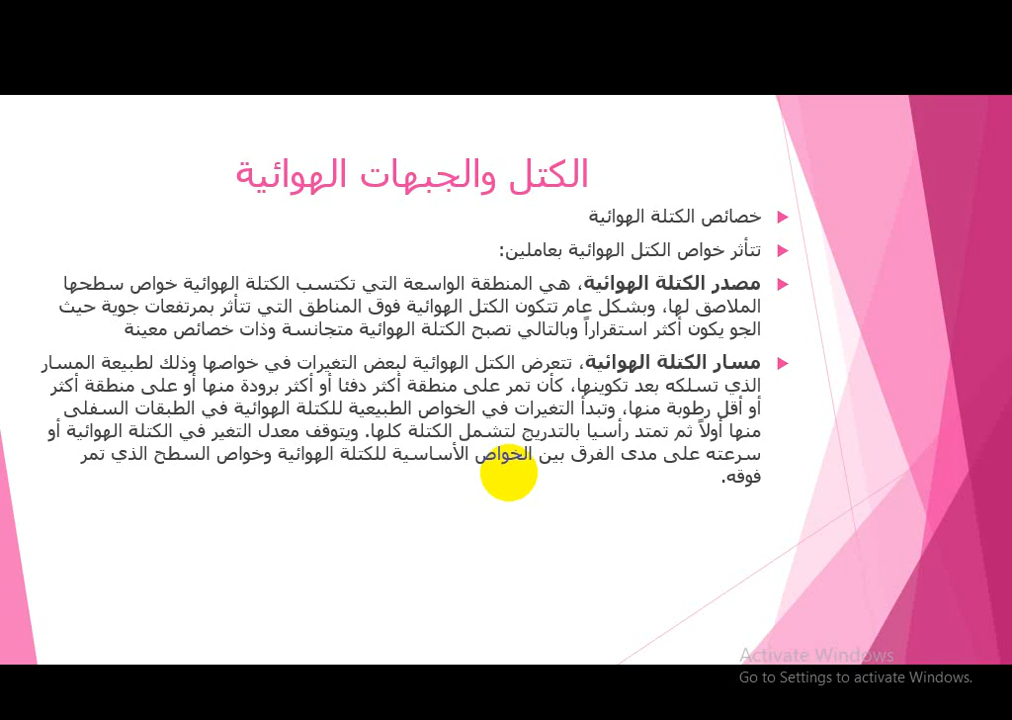 الكتل والجبهات الهوائية
خصائص الكتلة الهوائية
تتأثر خواص الكتل الهوائية بعاملين:
مصدر الكتلة الهوائية، هي المنطقة الواسعة التي تكتسب الكتلة الهوائية خواص سطحها
الملاصق لها، وبشكل عام تتكون الكتل الهوائية فوق المناطق التي تتأثر بمرتفعات جوية حيث
الجو يكون أكثر استقراراً وبالتالي تصبح الكتلة الهوائية متجانسة وذات خصائص معينة
مسار الكتلة الهوائية، تتعرض الكتل الهوائية لبعض التغيرات في خواصها وذلك لطبيعة المسار
الذي تسلكه بعد تكوينها، كأن تمر على منطقة أكثر دفئا أو أكثر برودة منها أو على منطقة أكثر
أو أقل رطوبة منها، وتبدأ التغيرات في الخواص الطبيعية للكتلة الهوائية في الطبقات السفلى
منها أولاً ثم تمتد رأسيا بالتدريج لتشمل الكتلة كلها. ويتوقف معدل التغير في الكتلة الهوائية أو
سرعته على مدى الفرق بين الخواص الأساسية للكتلة الهوائية وخواص السطح الذي تمر
فوقه.
Activate Windows
Go to Settings to activate Windows.